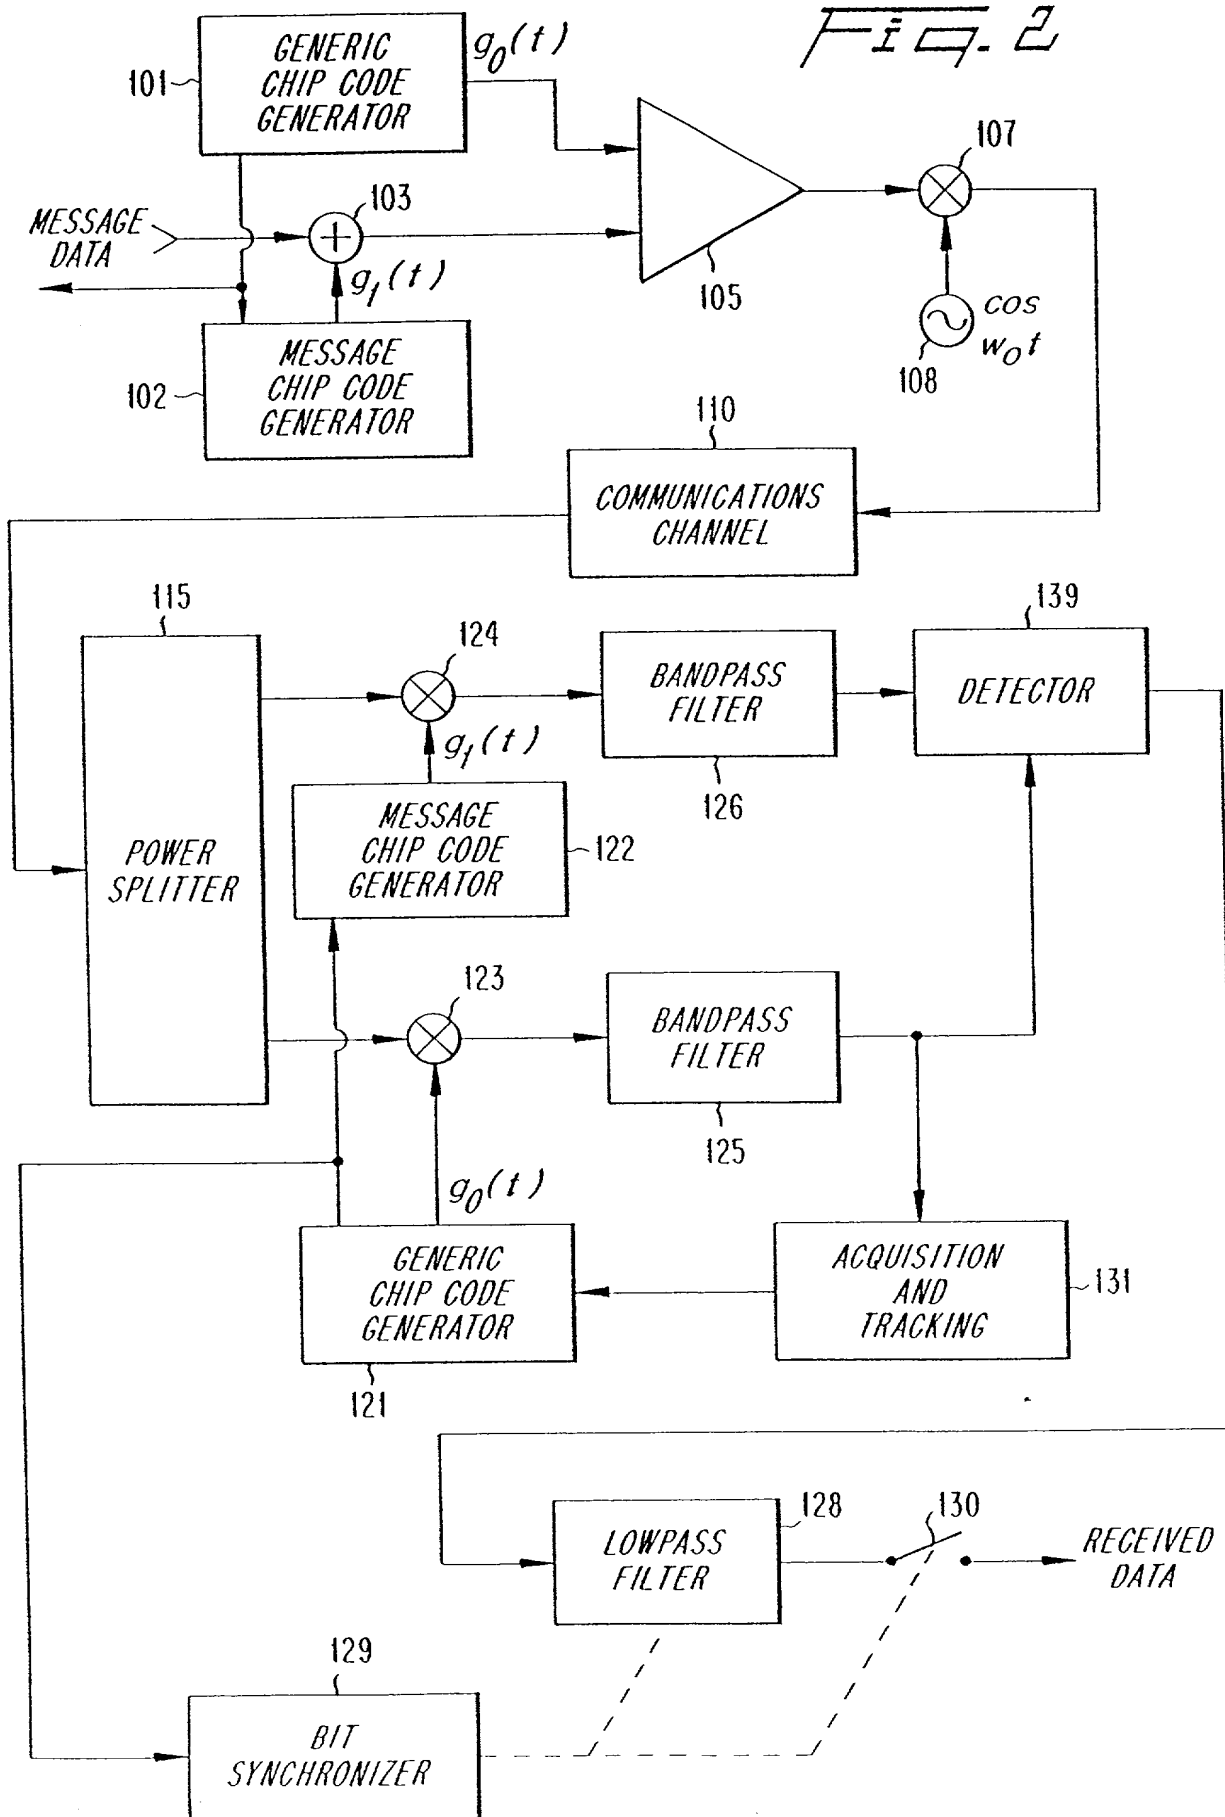 Fig. 2
GENERIC
CHIP CODE
GENERATOR
101
g0(t)
107
103
MESSAGE
DATA
g1(t)
105
cos
w0t
108
MESSAGE
CHIP CODE
GENERATOR
102
110
COMMUNICATIONS
CHANNEL
115
139
124
BANDPASS
FILTER
DETECTOR
g1(t)
126
MESSAGE
CHIP CODE
GENERATOR
122
POWER
SPLITTER
123
BANDPASS
FILTER
125
g0(t)
GENERIC
CHIP CODE
GENERATOR
121
ACQUISITION
AND
TRACKING
131
128
130
LOWPASS
FILTER
RECEIVED
DATA
129
BIT
SYNCHRONIZER